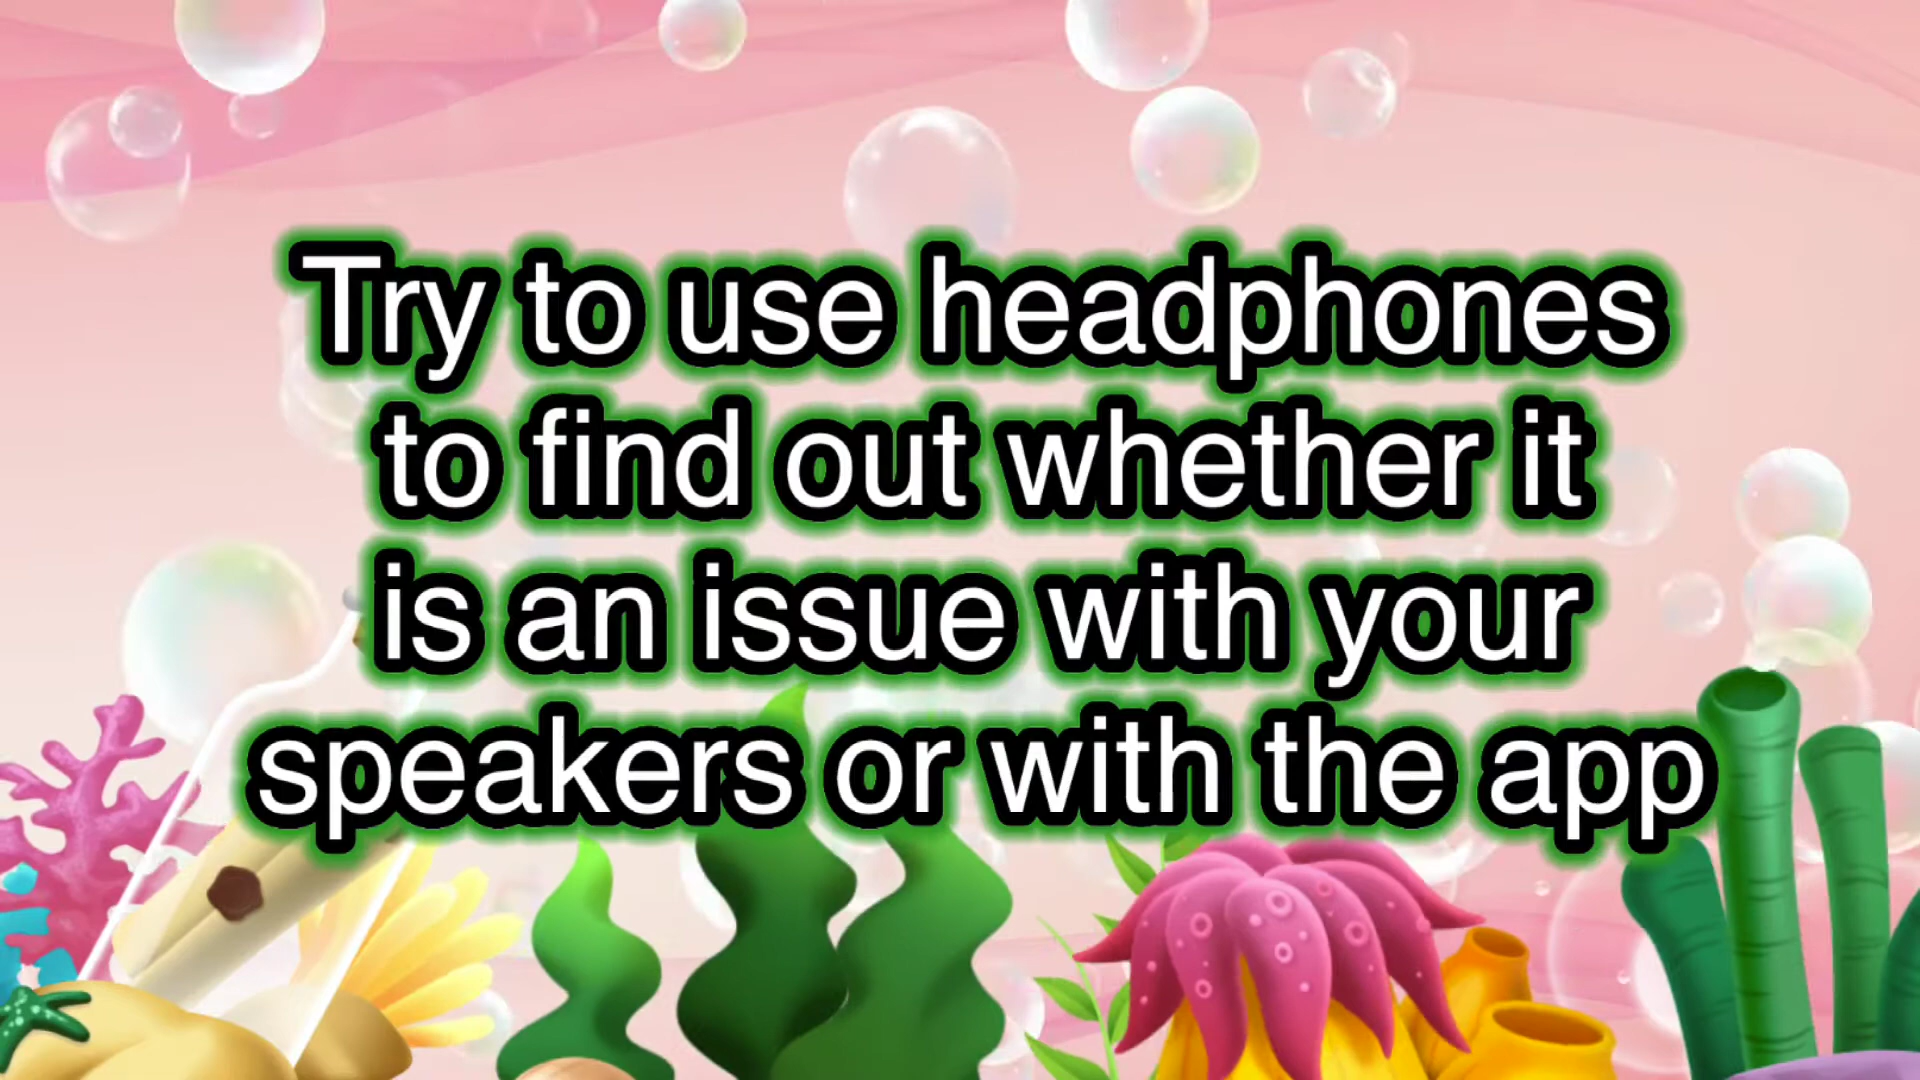 Try to use headphones
to find out whether it
is an issue with your
speakers or with the app